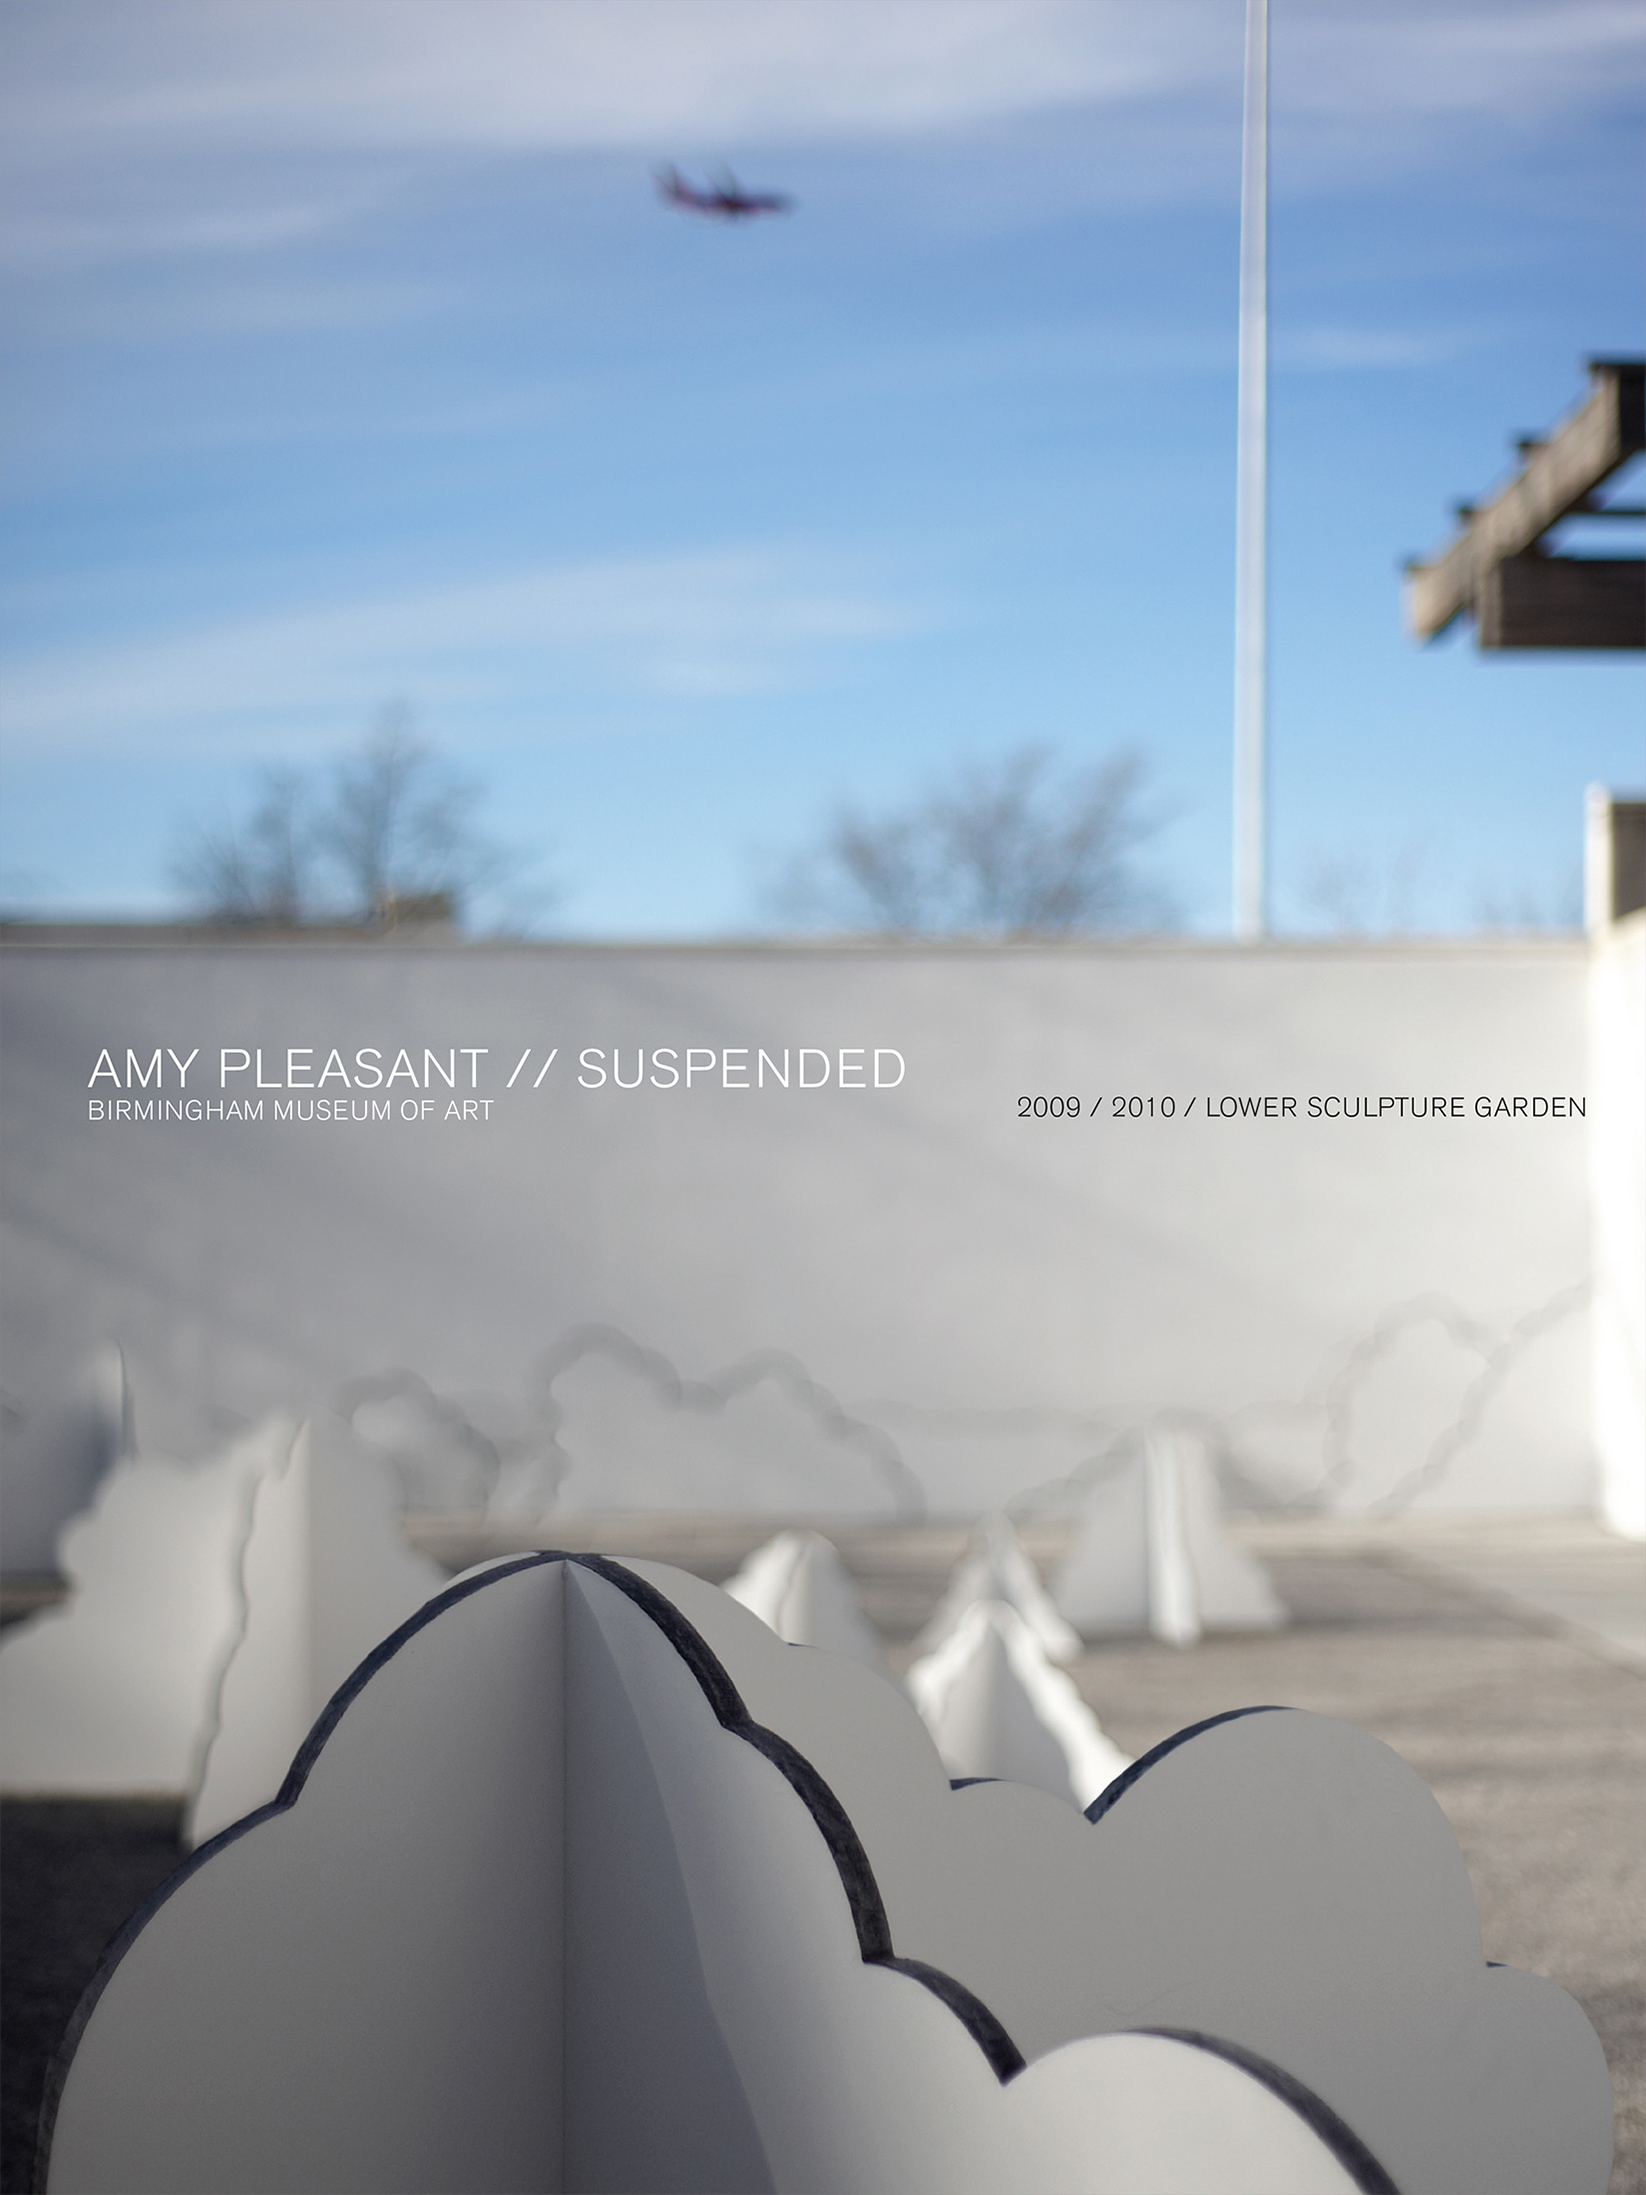 AMY PLEASANT // SUSPENDED
BIRMINGHAM MUSEUM OF ART
2009 / 2010 / LOWER SCULPTURE GARDEN